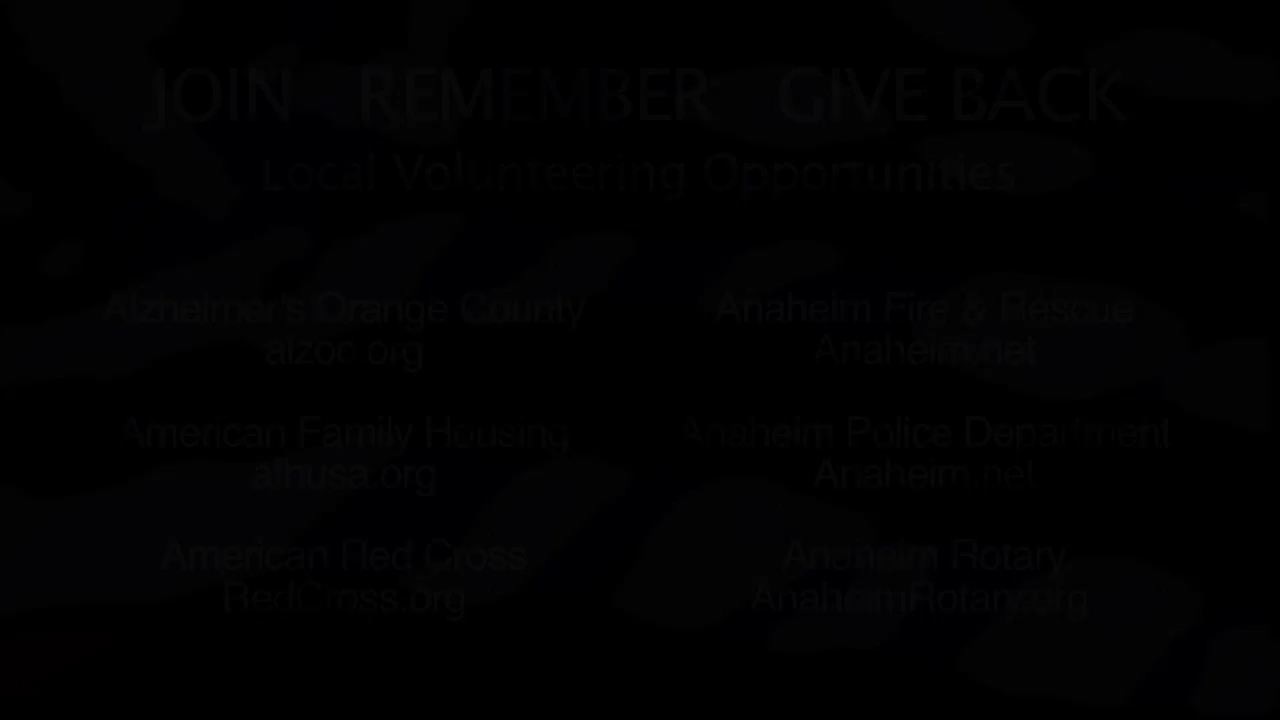 JOIN REMEMBER GIVE BACK
Local Volunteering Opportunities
Alzheimer's Orange County
alzoc.org
Anaheim Fire & Rescue
Anaheim.net
American Family Housing
afhusa.org
Anaheim Police Department
Anaheim.net
American Red Cross
RedCross.org
Anaheim Rotary
AnaheimRotary.org